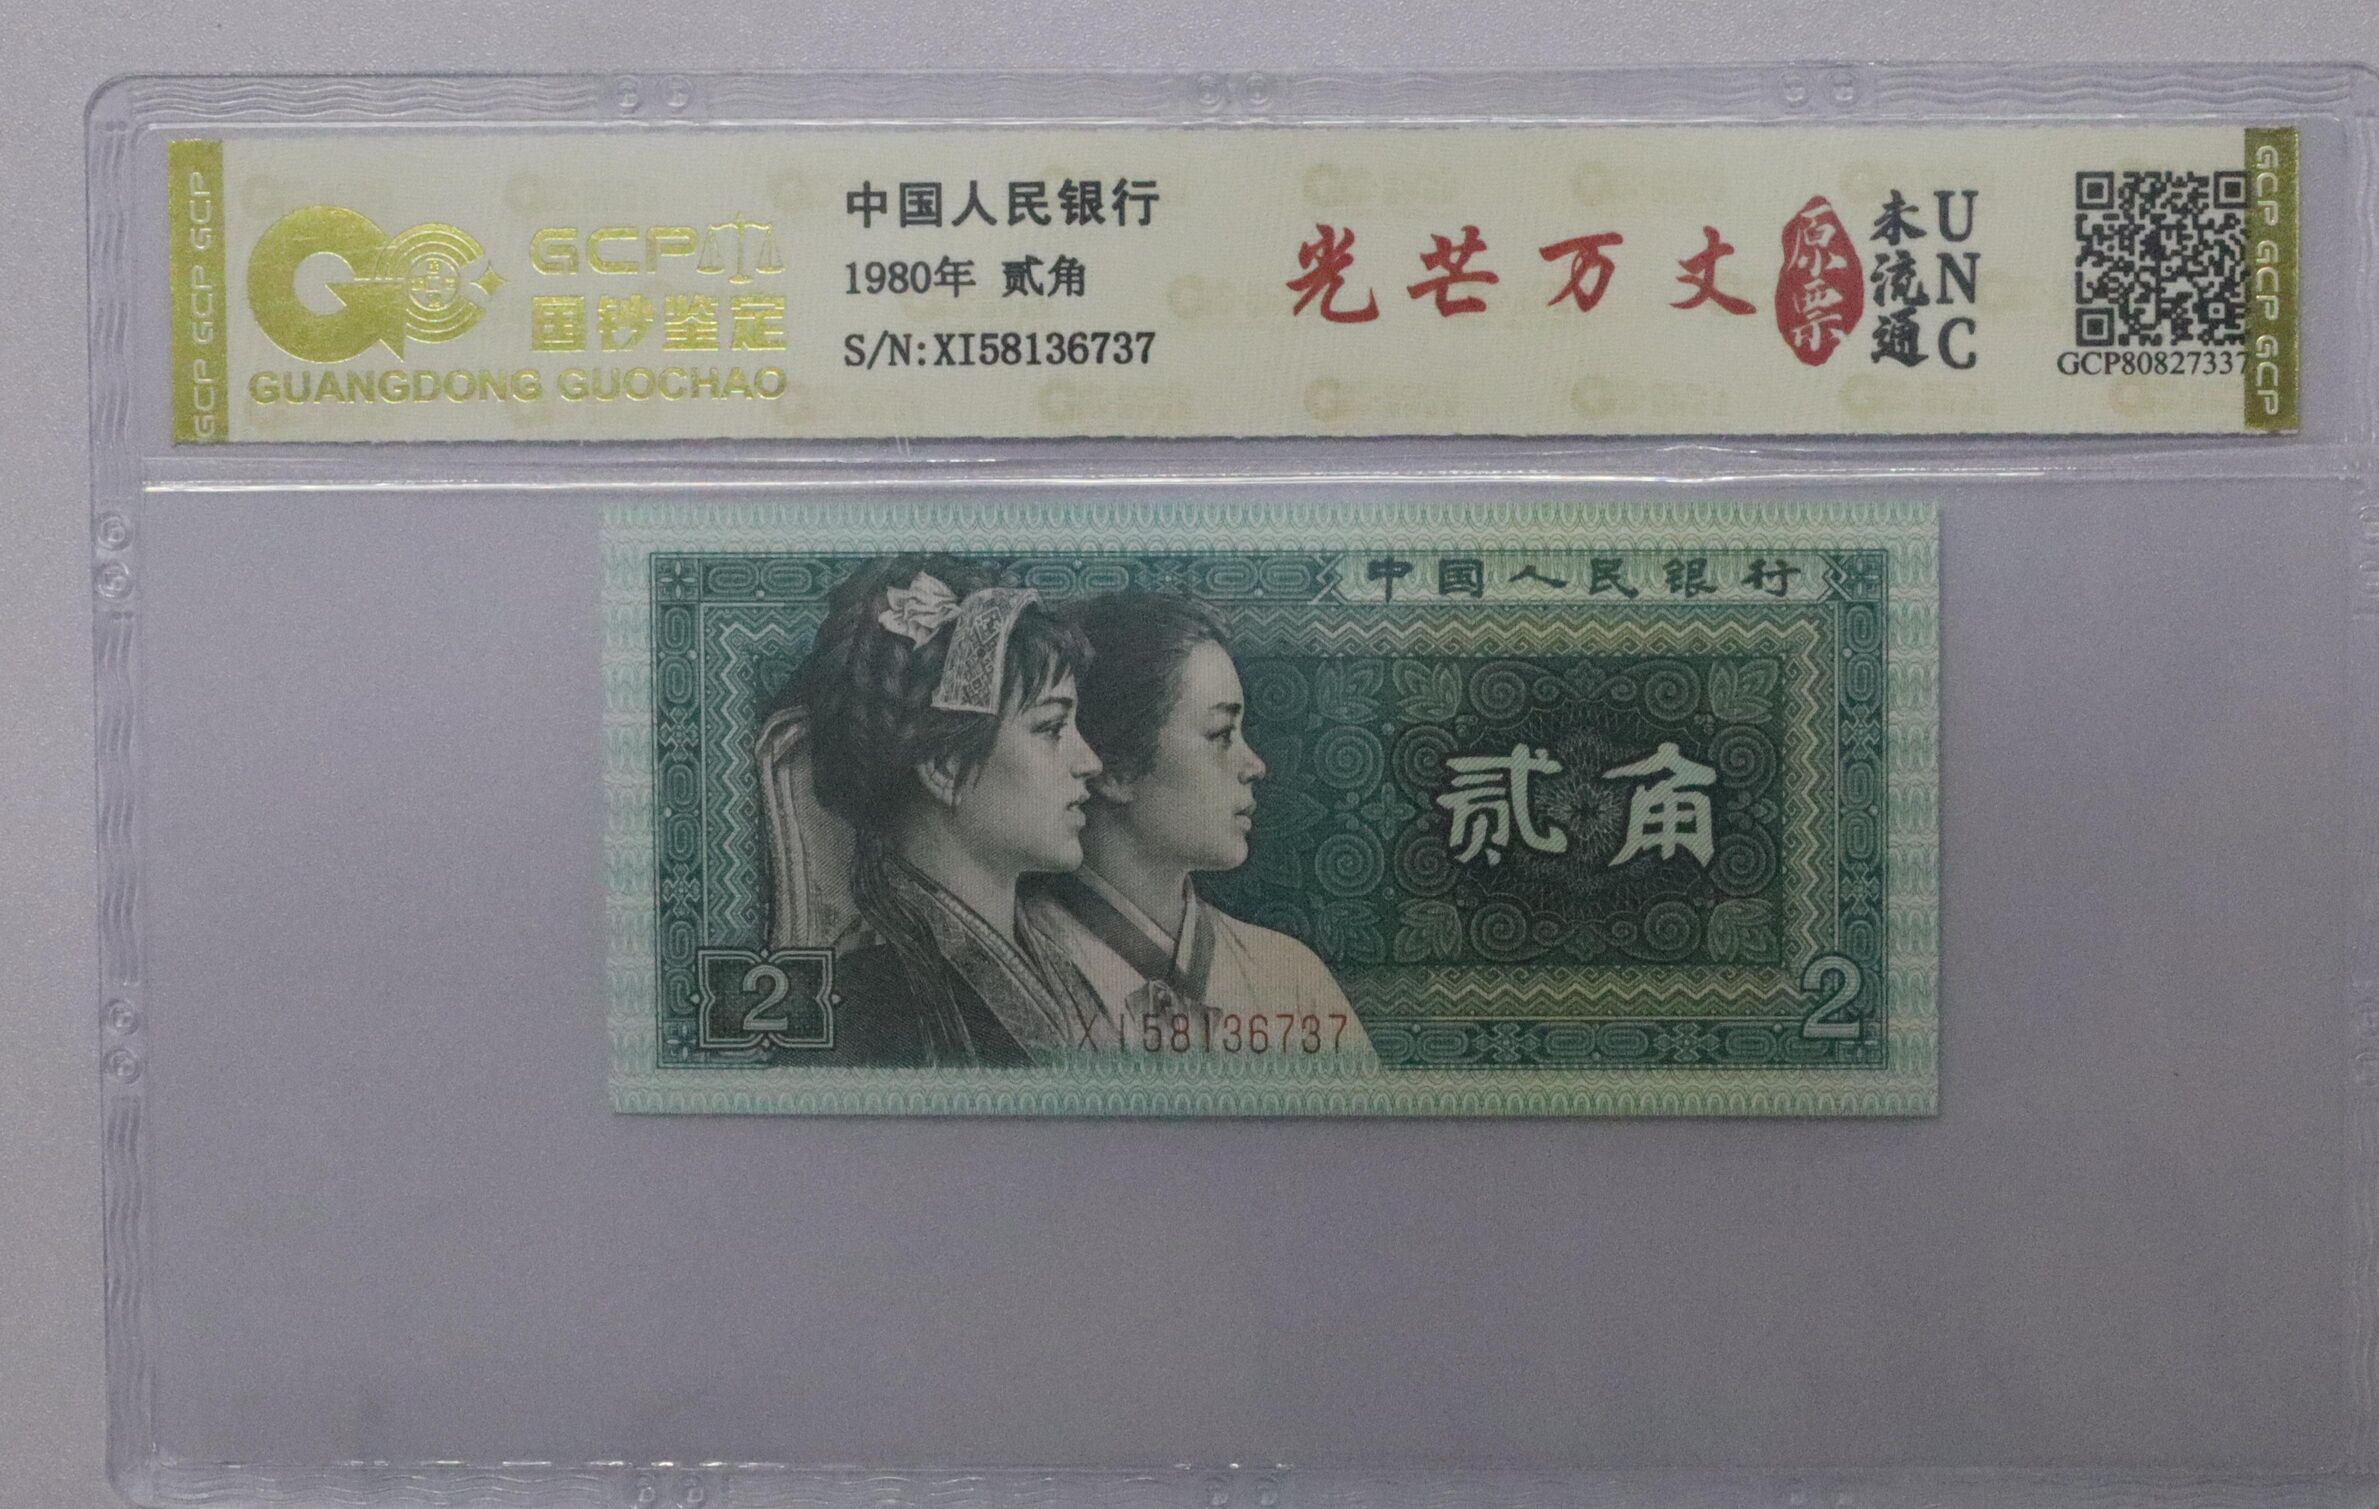 GCP GCP GCP
GCP
国钞鉴定
GUANGDONG GUOCHAO
中国人民银行
1980年 贰角
S/N:XI58136737
光芒万丈
原票
未流通
UNC
GCP80827337
GCP GCP GCP
中国人民银行
贰角
2
XI58136737
2